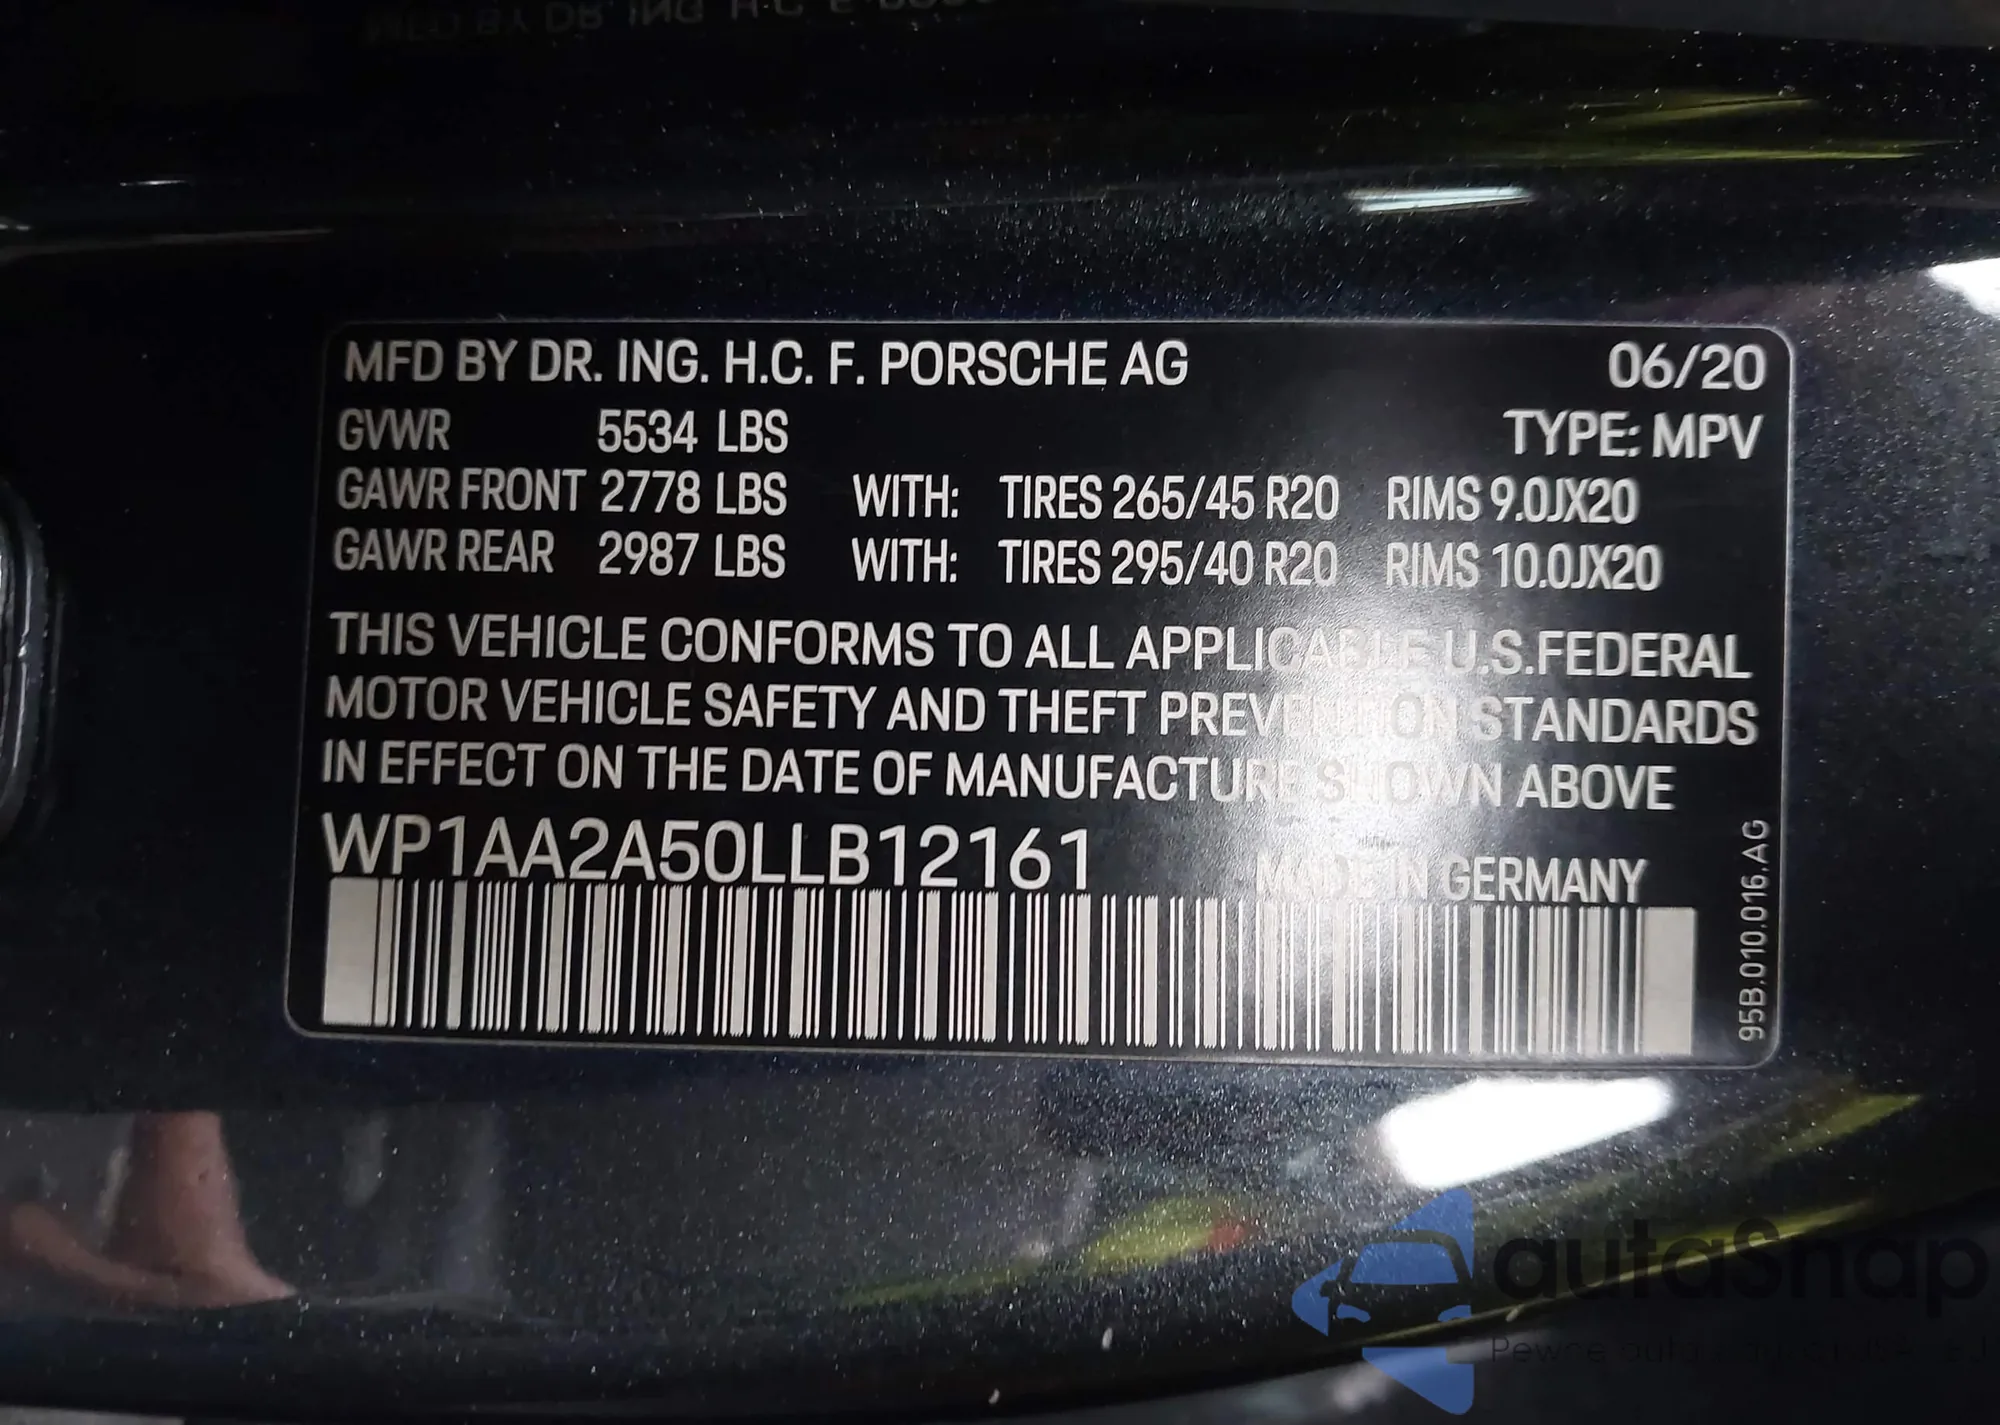 MFD BY DR. ING. H.C. F. PORSCHE AG 06/20
GVWR 5534 LBS TYPE: MPV
GAWR FRONT 2778 LBS WITH: TIRES 265/45 R20 RIMS 9.0JX20
GAWR REAR 2987 LBS WITH: TIRES 295/40 R20 RIMS 10.0JX20
THIS VEHICLE CONFORMS TO ALL APPLICABLE U.S.FEDERAL
MOTOR VEHICLE SAFETY AND THEFT PREVENTION STANDARDS
IN EFFECT ON THE DATE OF MANUFACTURE SHOWN ABOVE
WP1AA2A50LLB12161
MADE IN GERMANY
95B.010.016.AG
autaSnap
Pewne auta